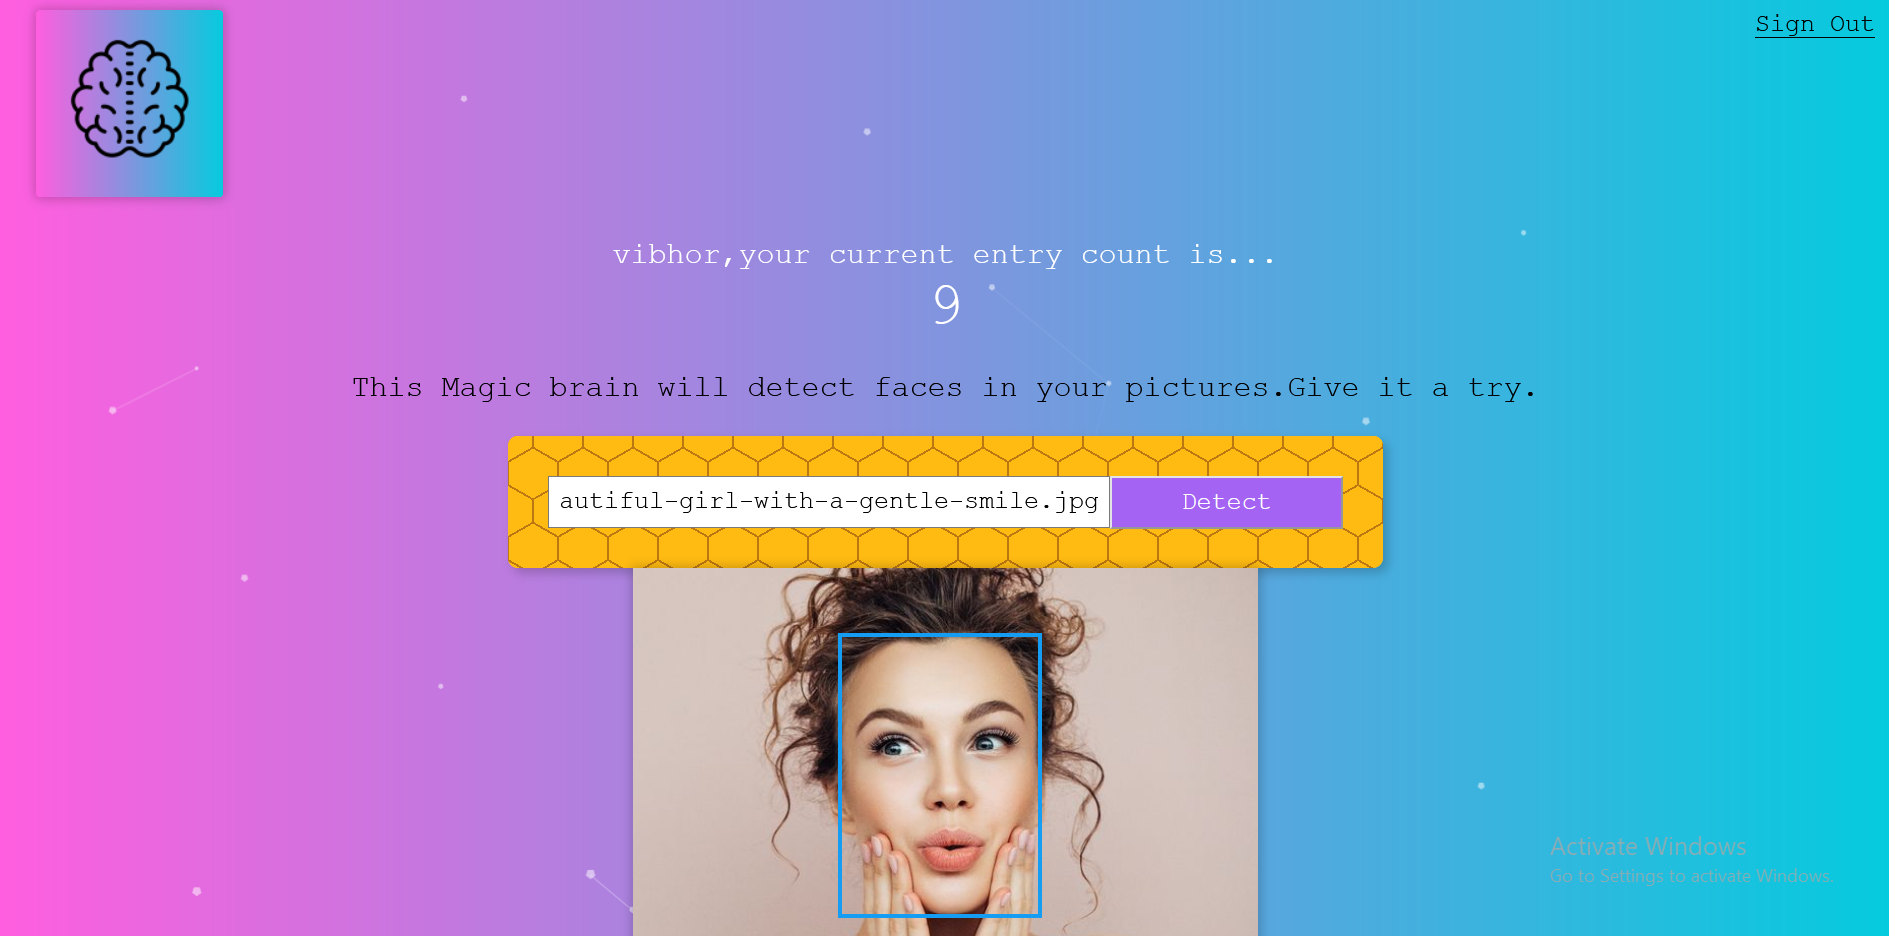 Sign Out
vibhor,your current entry count is...
9
This Magic brain will detect faces in your pictures.Give it a try.
autiful-girl-with-a-gentle-smile.jpg
Detect
Activate Windows
Go to Settings to activate Windows.